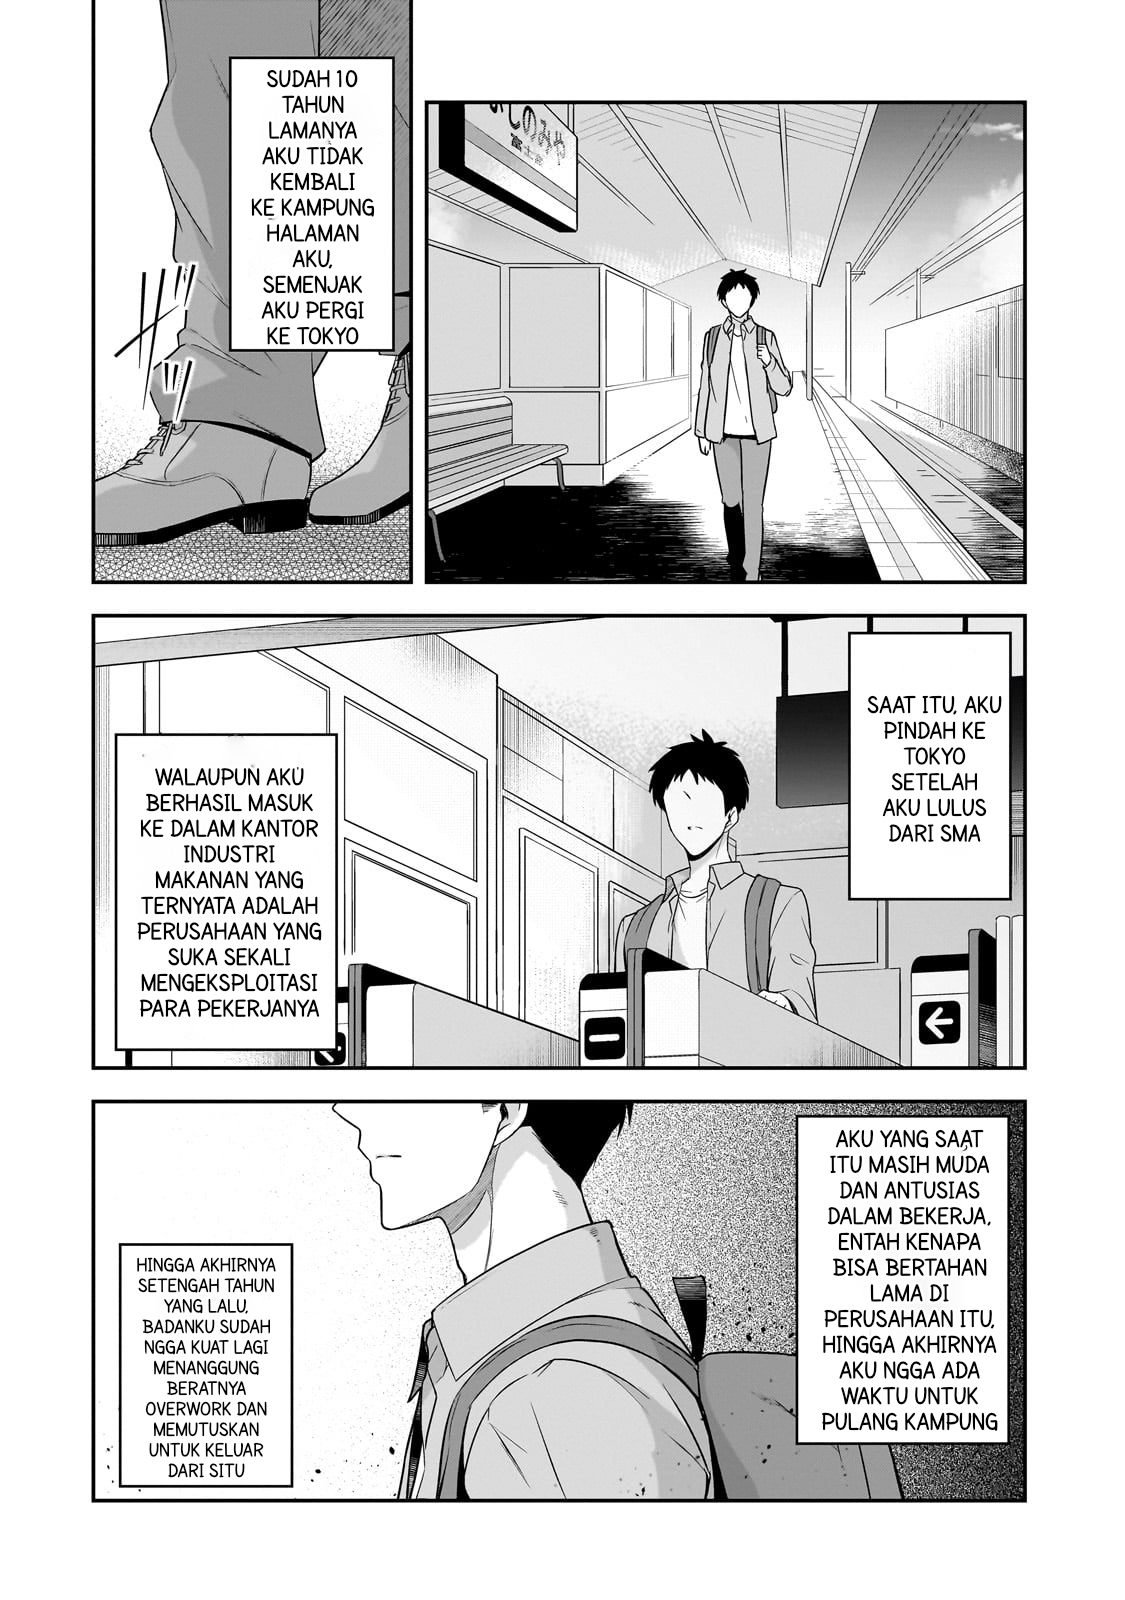 SUDAH 10
TAHUN
LAMANYA
AKU TIDAK
KEMBALI
KE KAMPUNG
HALAMAN
AKU,
SEMENJAK
AKU PERGI
KE TOKYO
じのみや
SAAT ITU, AKU
PINDAH KE
TOKYO
SETELAH
AKU LULUS
DARI SMA
WALAUPUN AKU
BERHASIL MASUK
KE DALAM KANTOR
INDUSTRI
MAKANAN YANG
TERNYATA ADALAH
PERUSAHAAN YANG
SUKA SEKALI
MENGEKSPLOITASI
PARA PEKERJANYA
AKU YANG SAAT
ITU MASIH MUDA
DAN ANTUSIAS
DALAM BEKERJA,
ENTAH KENAPA
BISA BERTAHAN
LAMA DI
PERUSAHAAN ITU,
HINGGA AKHIRNYA
AKU NGGA ADA
WAKTU UNTUK
PULANG KAMPUNG
HINGGA AKHIRNYA
SETENGAH TAHUN
YANG LALU,
BADANKU SUDAH
NGGA KUAT LAGI
MENANGGUNG
BERATNYA
OVERWORK DAN
MEMUTUSKAN
UNTUK KELUAR
DARI SITU